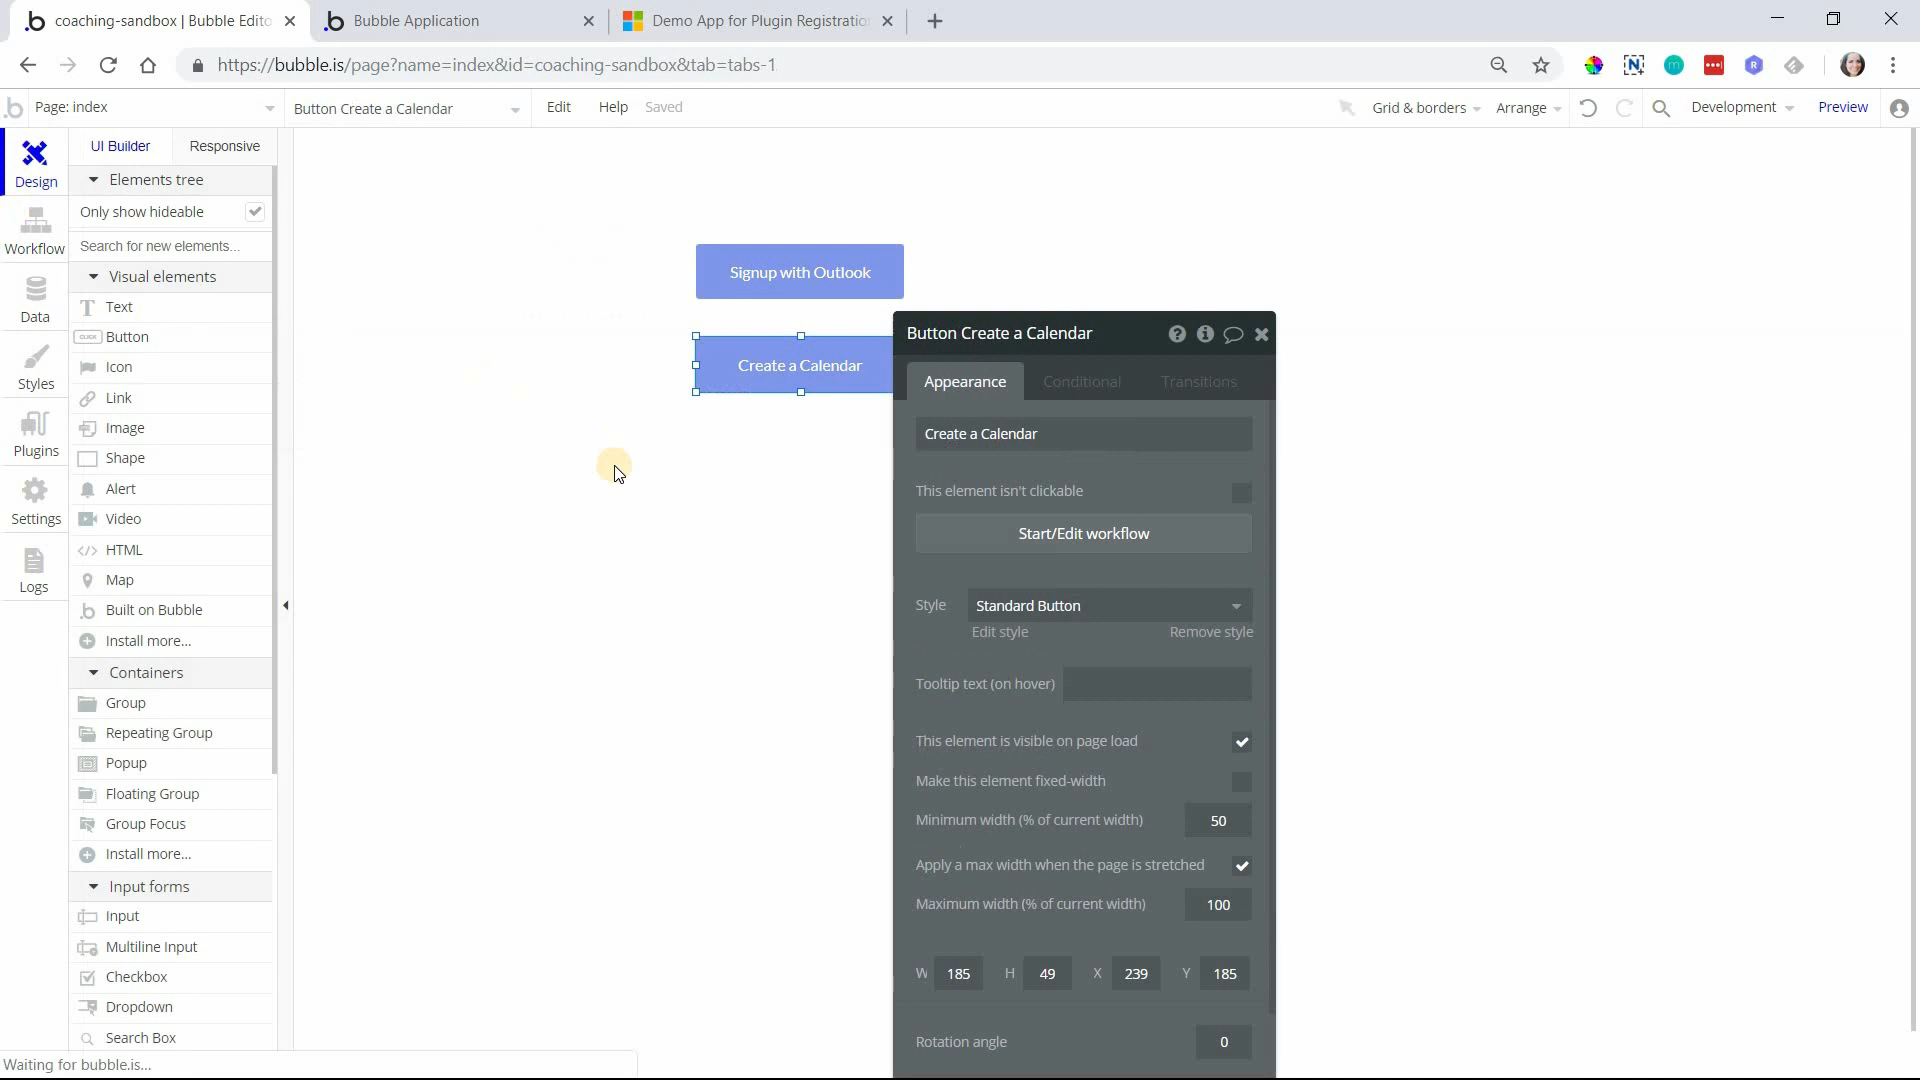 coaching-sandbox | Bubble Edito
Bubble Application
Demo App for Plugin Registratio
https://bubble.is/page?name=index&id=coaching-sandbox&tab=tabs-1
Page: index
Button Create a Calendar
Edit
Help
Saved
Grid & borders
Arrange
Development
Preview
UI Builder
Responsive
Design
Elements tree
Only show hideable
Workflow
Search for new elements...
Visual elements
Data
Text
Button
Icon
Styles
Link
Image
Plugins
Shape
Alert
Settings
Video
HTML
Logs
Map
Built on Bubble
Install more...
Containers
Group
Repeating Group
Popup
Floating Group
Group Focus
Install more...
Input forms
Input
Multiline Input
Checkbox
Dropdown
Search Box
Waiting for bubble.is...
Signup with Outlook
Create a Calendar
Button Create a Calendar
Appearance
Conditional
Transitions
Create a Calendar
This element isn't clickable
Start/Edit workflow
Style
Standard Button
Edit style
Remove style
Tooltip text (on hover)
This element is visible on page load
Make this element fixed-width
Minimum width (% of current width) 50
Apply a max width when the page is stretched
Maximum width (% of current width) 100
W 185 H 49 X 239 Y 185
Rotation angle 0